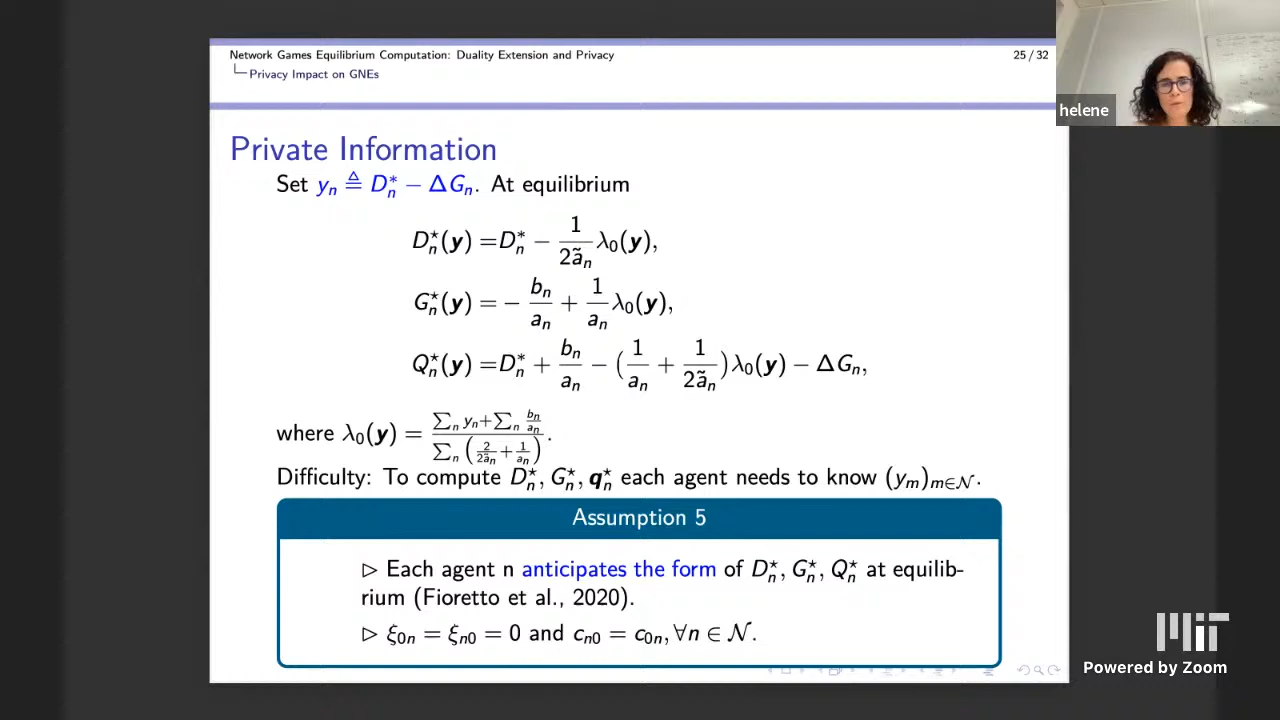 Network Games Equilibrium Computation: Duality Extension and Privacy 25 / 32
Privacy Impact on GNEs
helene
Private Information
Set yₙ ≜ D*ₙ − ΔGₙ. At equilibrium
D⋆ₙ(y) =D*ₙ − 1/(2ãₙ) λ₀(y),
G⋆ₙ(y) = − bₙ/aₙ + 1/aₙ λ₀(y),
Q⋆ₙ(y) =D*ₙ + bₙ/aₙ − (1/aₙ + 1/(2ãₙ))λ₀(y) − ΔGₙ,
where λ₀(y) = (∑ₙ yₙ+∑ₙ bₙ/aₙ) / (∑ₙ (2/(2ãₙ) + 1/aₙ)).
Difficulty: To compute D⋆ₙ, G⋆ₙ, q⋆ₙ each agent needs to know (yₘ)ₘ∈𝒩.
Assumption 5
▷ Each agent n anticipates the form of D⋆ₙ, G⋆ₙ, Q⋆ₙ at equilib-
rium (Fioretto et al., 2020).
▷ ξ₀ₙ = ξₙ₀ = 0 and cₙ₀ = c₀ₙ, ∀n ∈ 𝒩.
MIT
Powered by Zoom